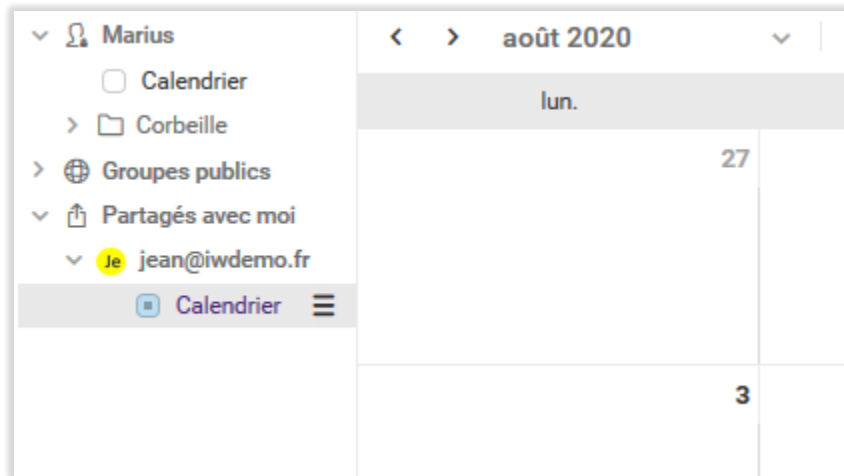 Marius
Calendrier
Corbeille
Groupes publics
Partagés avec moi
Je jean@iwdemo.fr
Calendrier
août 2020
lun.
27
3